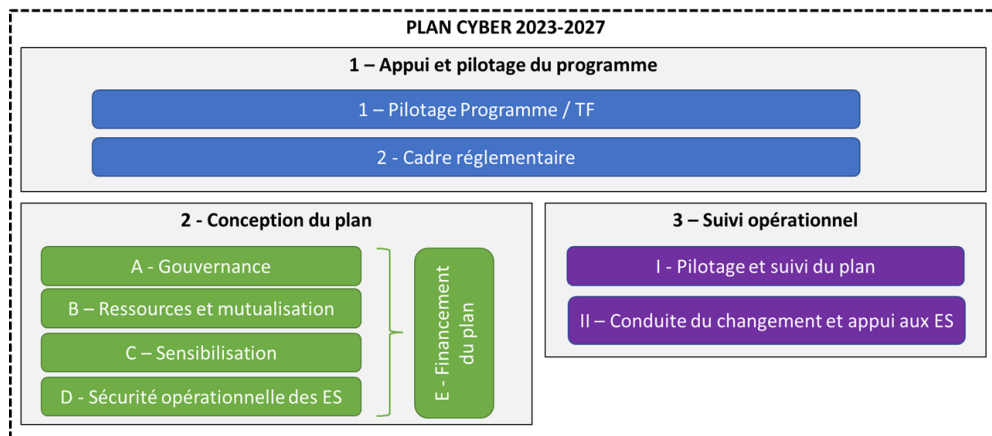 PLAN CYBER 2023-2027
1 – Appui et pilotage du programme
1 – Pilotage Programme / TF
2 - Cadre réglementaire
2 - Conception du plan
A - Gouvernance
B – Ressources et mutualisation
C – Sensibilisation
D - Sécurité opérationnelle des ES
E - Financement
du plan
3 – Suivi opérationnel
I - Pilotage et suivi du plan
II – Conduite du changement et appui aux ES